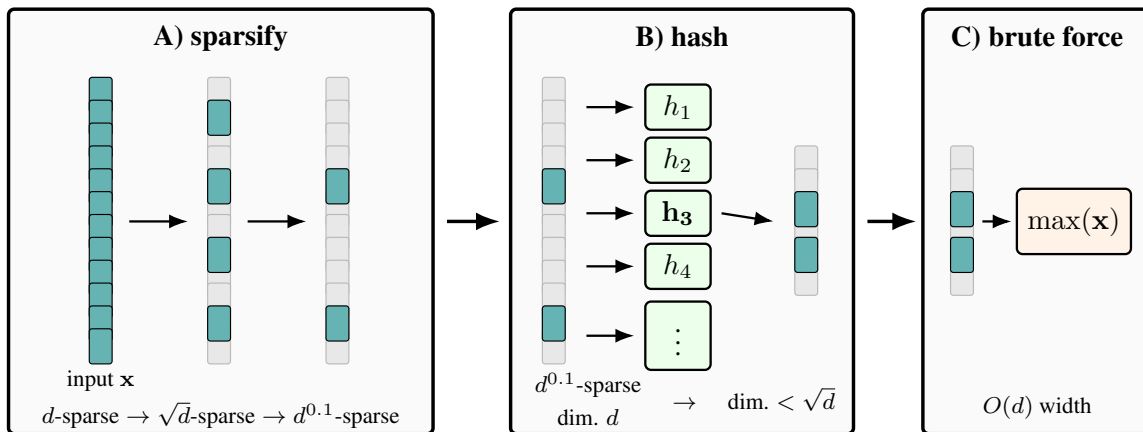 A) sparsify
input x
d-sparse → √d-sparse → d^0.1-sparse
B) hash
h₁
h₂
h₃
h₄
⋮
d^0.1-sparse
dim. d → dim. < √d
C) brute force
max(x)
O(d) width